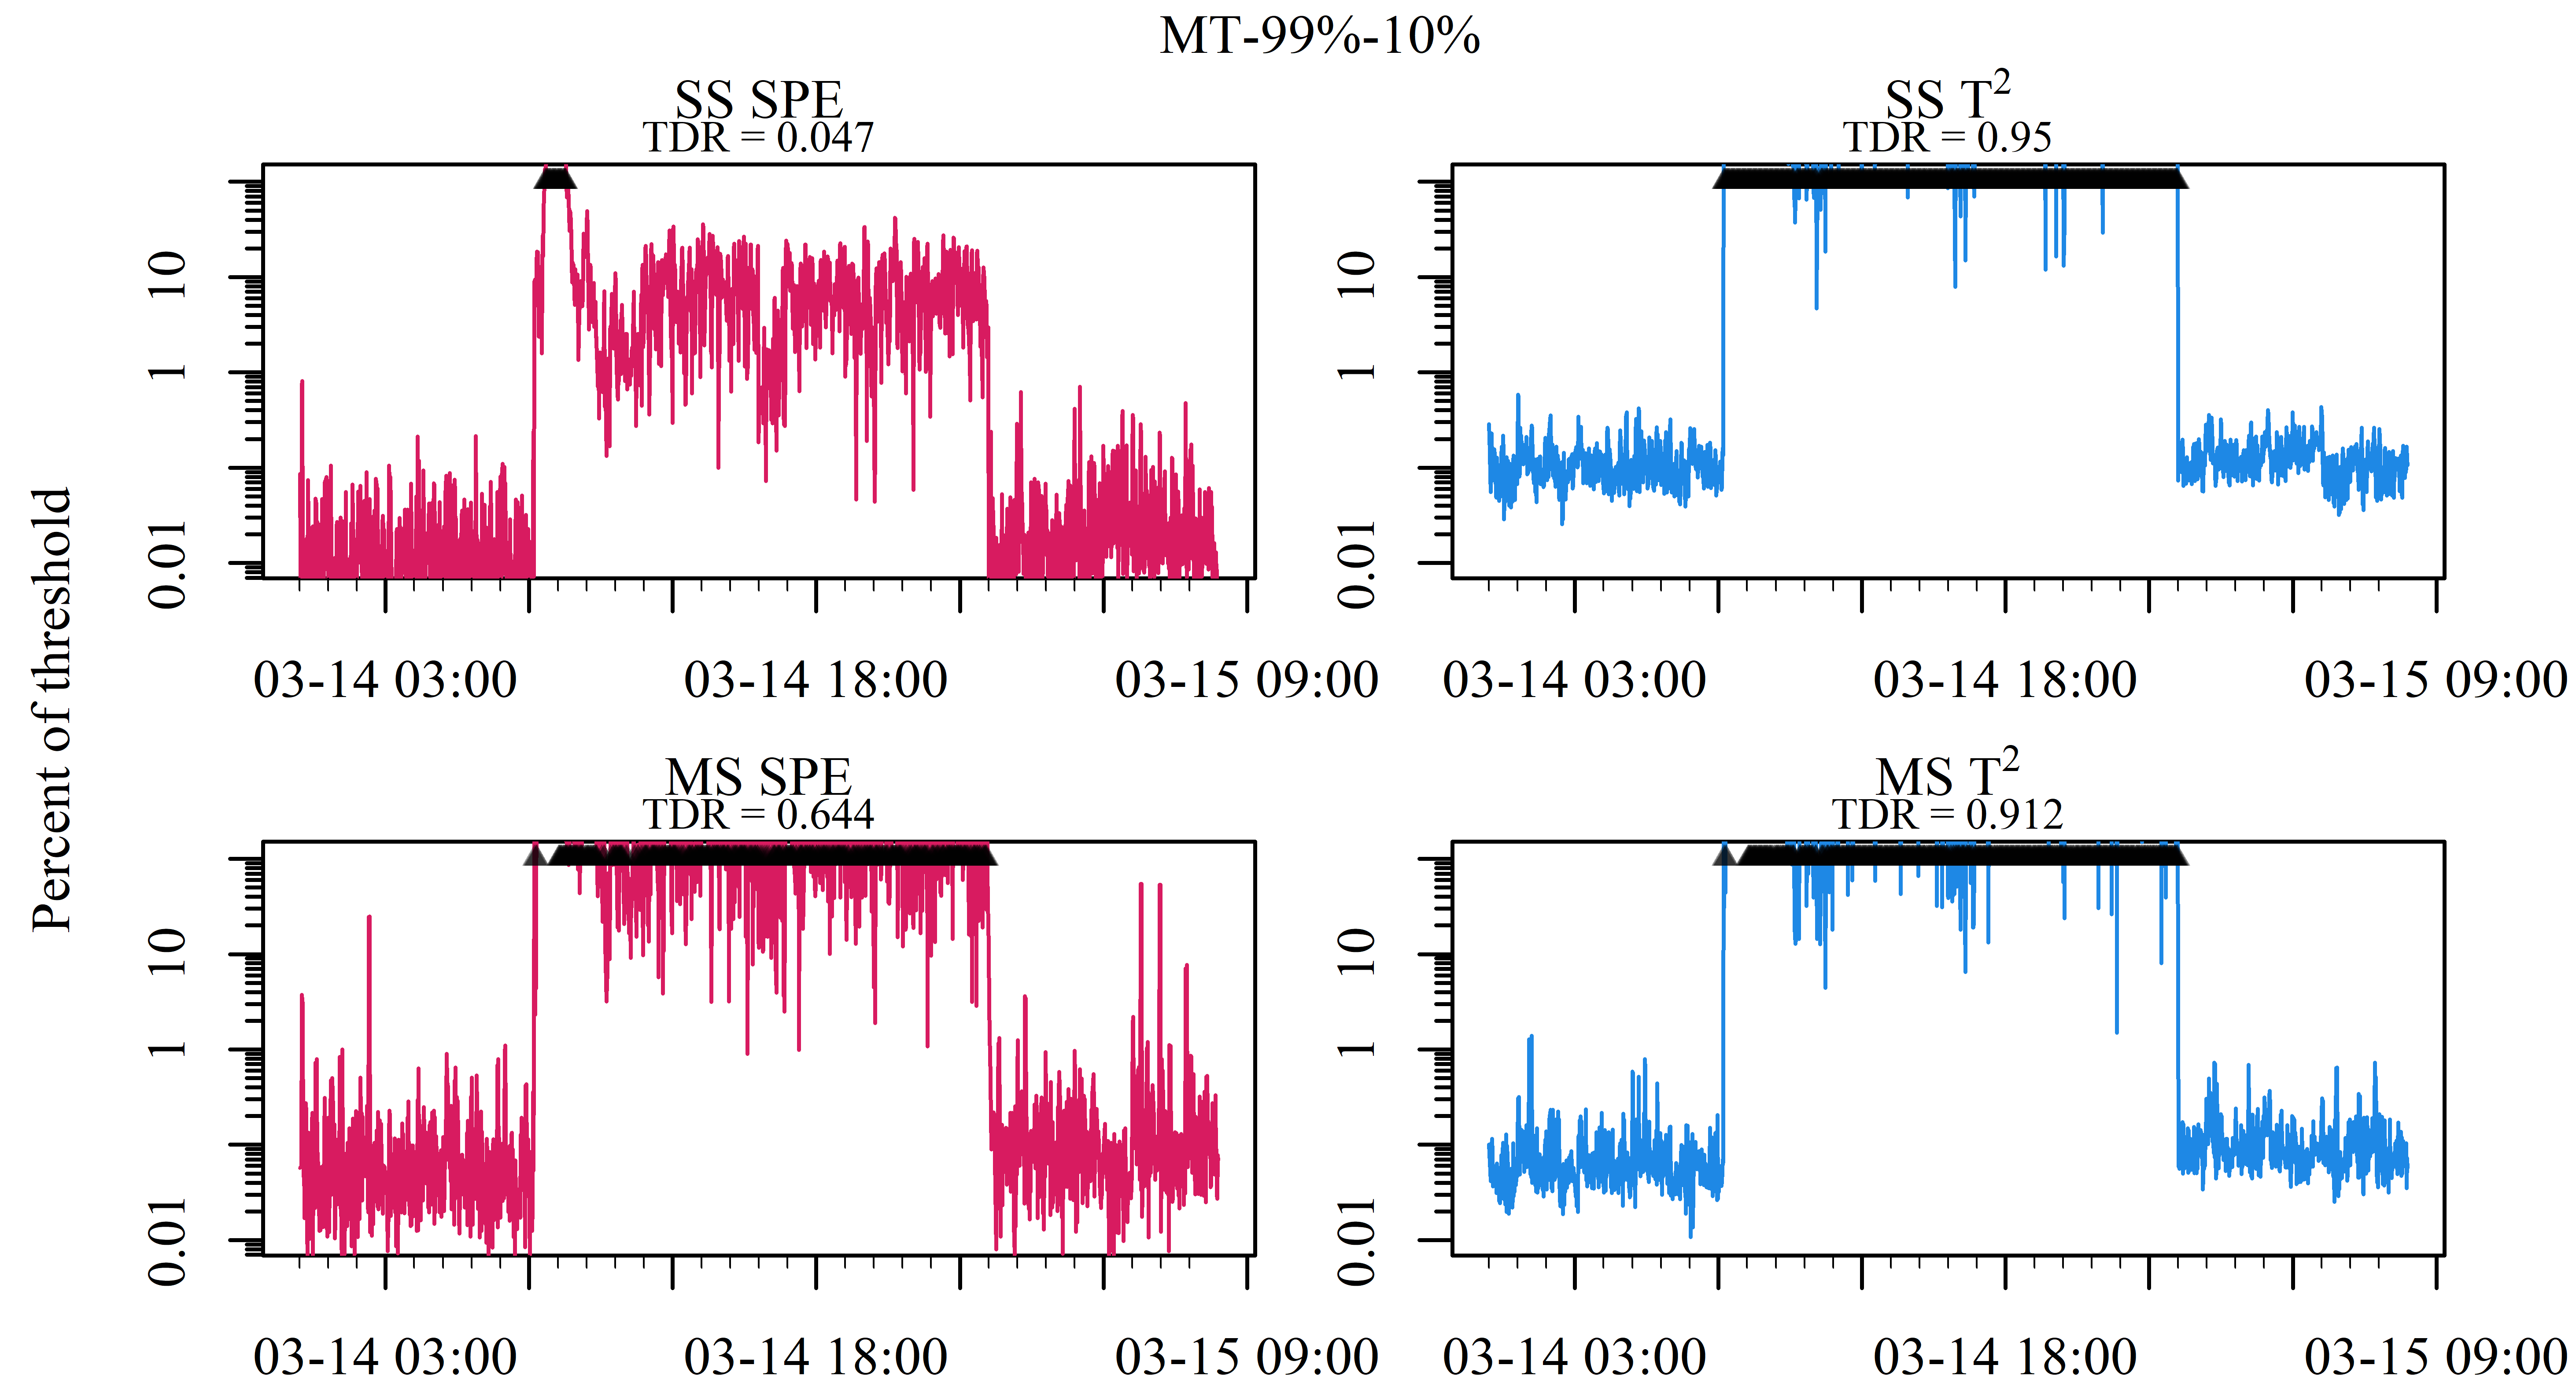 MT-99%-10%
SS SPE
TDR = 0.047
SS T²
TDR = 0.95
Percent of threshold
10
1
0.01
10
1
0.01
03-14 03:00
03-14 18:00
03-15 09:00
03-14 03:00
03-14 18:00
03-15 09:00
MS SPE
TDR = 0.644
MS T²
TDR = 0.912
10
1
0.01
10
1
0.01
03-14 03:00
03-14 18:00
03-15 09:00
03-14 03:00
03-14 18:00
03-15 09:00